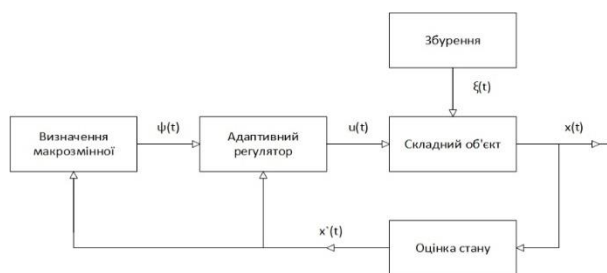 Збурення
ξ(t)
Визначення
макрозмінної
ψ(t)
Адаптивний
регулятор
u(t)
Складний об'єкт
x(t)
x`(t)
Оцінка стану